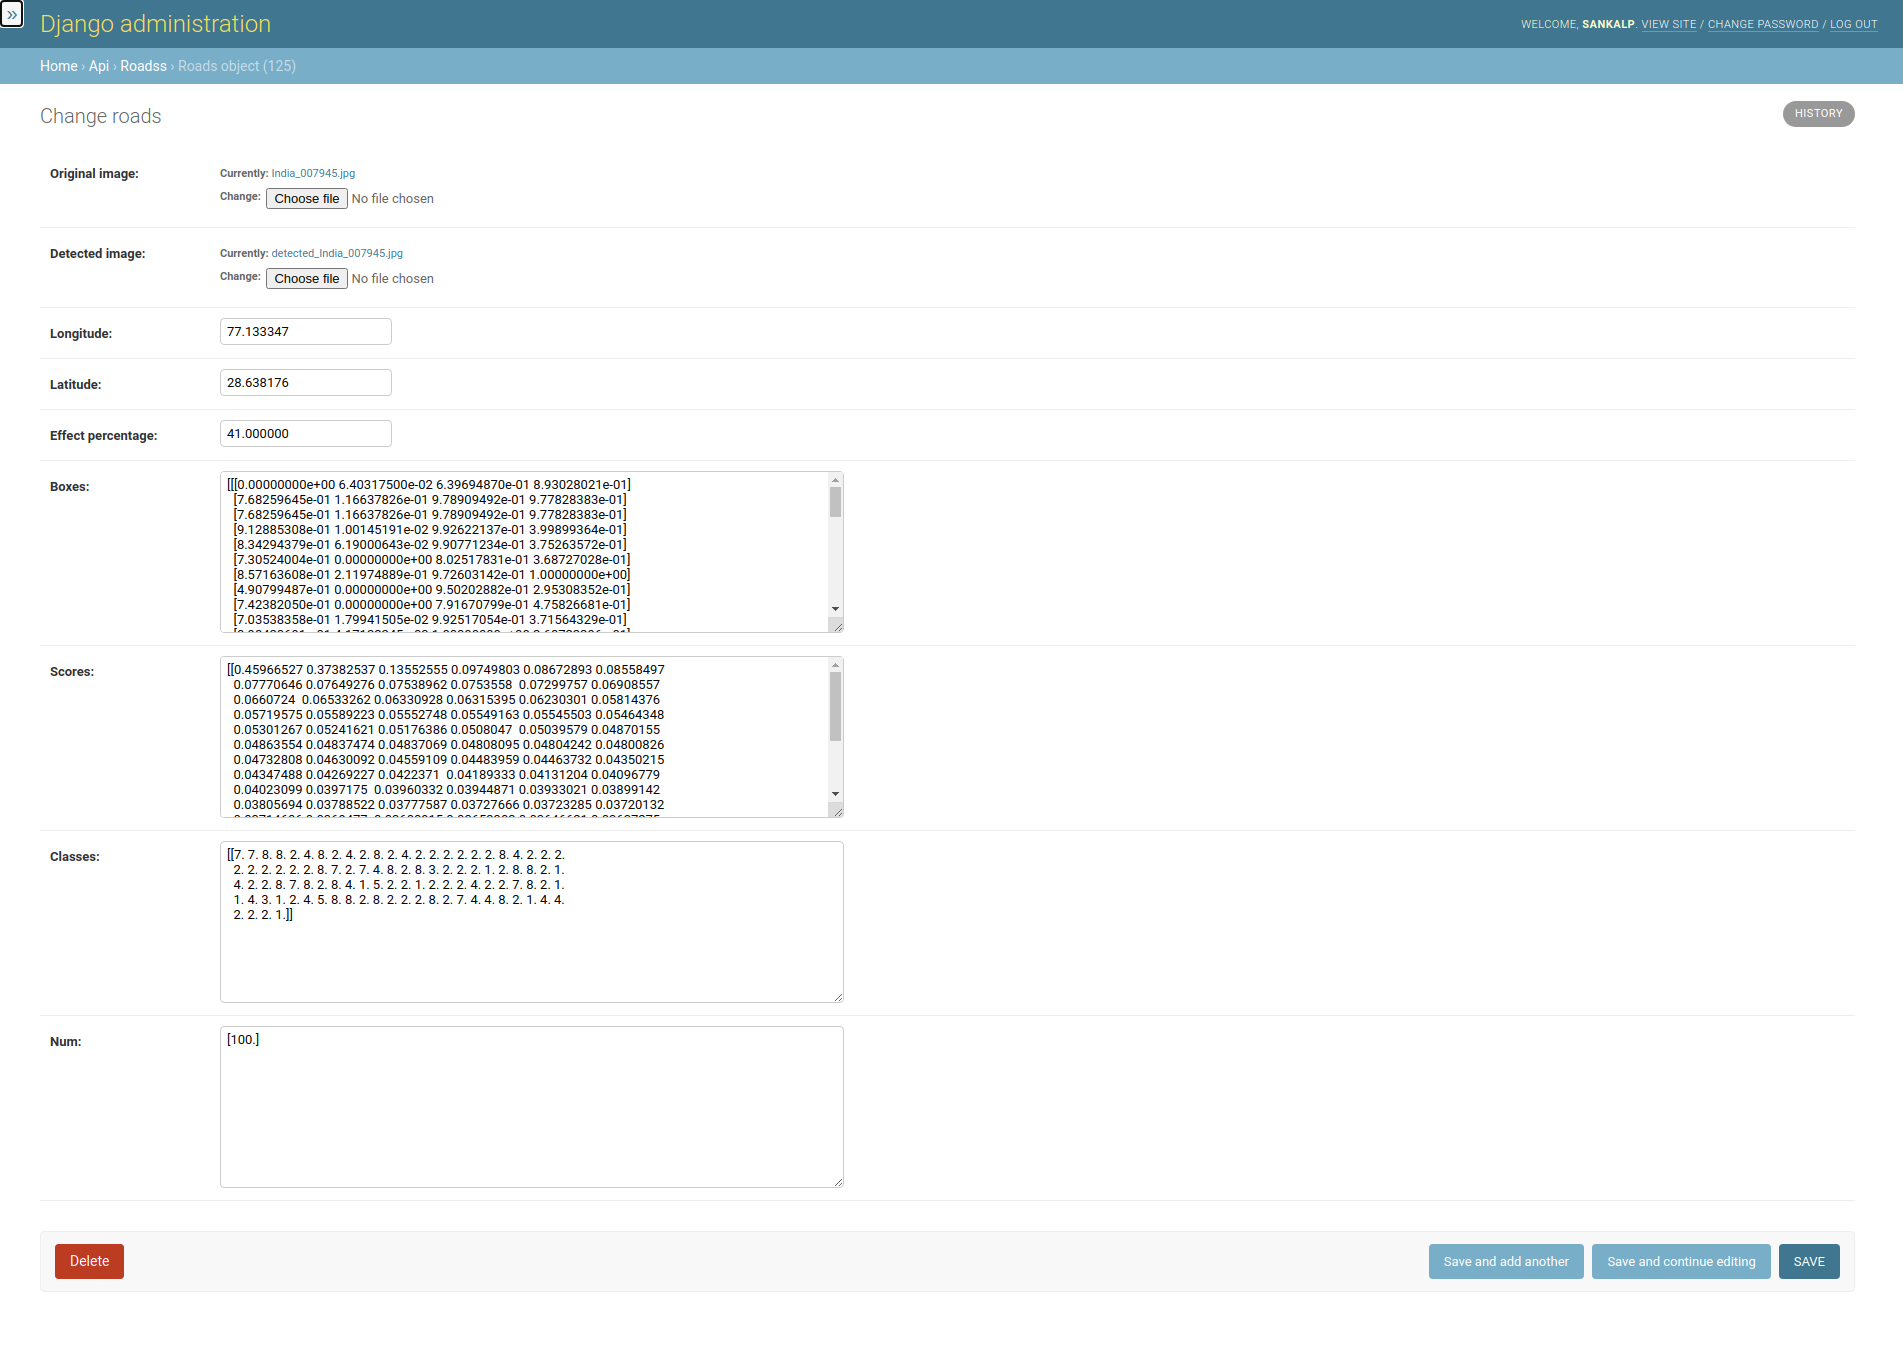 »
Django administration
WELCOME, SANKALP. VIEW SITE / CHANGE PASSWORD / LOG OUT
Home › Api › Roadss › Roads object (125)
Change roads
HISTORY
Original image:
Currently: India_007945.jpg
Change: Choose file No file chosen
Detected image:
Currently: detected_India_007945.jpg
Change: Choose file No file chosen
Longitude:
77.133347
Latitude:
28.638176
Effect percentage:
41.000000
Boxes:
[[[0.00000000e+00 6.40317500e-02 6.39694870e-01 8.93028021e-01]
[7.68259645e-01 1.16637826e-01 9.78909492e-01 9.77828383e-01]
[7.68259645e-01 1.16637826e-01 9.78909492e-01 9.77828383e-01]
[9.12885308e-01 1.00145191e-02 9.92622137e-01 3.99899364e-01]
[8.34294379e-01 6.19000643e-02 9.90771234e-01 3.75263572e-01]
[7.30524004e-01 0.00000000e+00 8.02517831e-01 3.68727028e-01]
[8.57163608e-01 2.11974889e-01 9.72603142e-01 1.00000000e+00]
[4.90799487e-01 0.00000000e+00 9.50202882e-01 2.95308352e-01]
[7.42382050e-01 0.00000000e+00 7.91670799e-01 4.75826681e-01]
[7.03538358e-01 1.79941505e-02 9.92517054e-01 3.71564329e-01]
Scores:
[[0.45966527 0.37382537 0.13552555 0.09749803 0.08672893 0.08558497
0.07770646 0.07649276 0.07538962 0.0753558 0.07299757 0.06908557
0.0660724 0.06533262 0.06330928 0.06315395 0.06230301 0.05814376
0.05719575 0.05589223 0.05552748 0.05549163 0.05545503 0.05464348
0.05301267 0.05241621 0.05176386 0.0508047 0.05039579 0.04870155
0.04863554 0.04837474 0.04837069 0.04808095 0.04804242 0.04800826
0.04732808 0.04630092 0.04559109 0.04483959 0.04463732 0.04350215
0.04347488 0.04269227 0.0422371 0.04189333 0.04131204 0.04096779
0.04023099 0.0397175 0.03960332 0.03944871 0.03933021 0.03899142
0.03805694 0.03788522 0.03777587 0.03727666 0.03723285 0.03720132
Classes:
[[7. 7. 8. 8. 2. 4. 8. 2. 4. 2. 8. 2. 4. 2. 2. 2. 2. 2. 8. 4. 2. 2. 2.
2. 2. 2. 2. 2. 2. 8. 7. 2. 7. 4. 8. 2. 8. 3. 2. 2. 2. 1. 2. 8. 8. 2. 1.
4. 2. 2. 8. 7. 8. 2. 8. 4. 1. 5. 2. 2. 1. 2. 2. 2. 4. 2. 2. 7. 8. 2. 1.
1. 4. 3. 1. 2. 4. 5. 8. 8. 2. 8. 2. 2. 2. 8. 2. 7. 4. 4. 8. 2. 1. 4. 4.
2. 2. 2. 1.]]
Num:
[100.]
Delete
Save and add another
Save and continue editing
SAVE